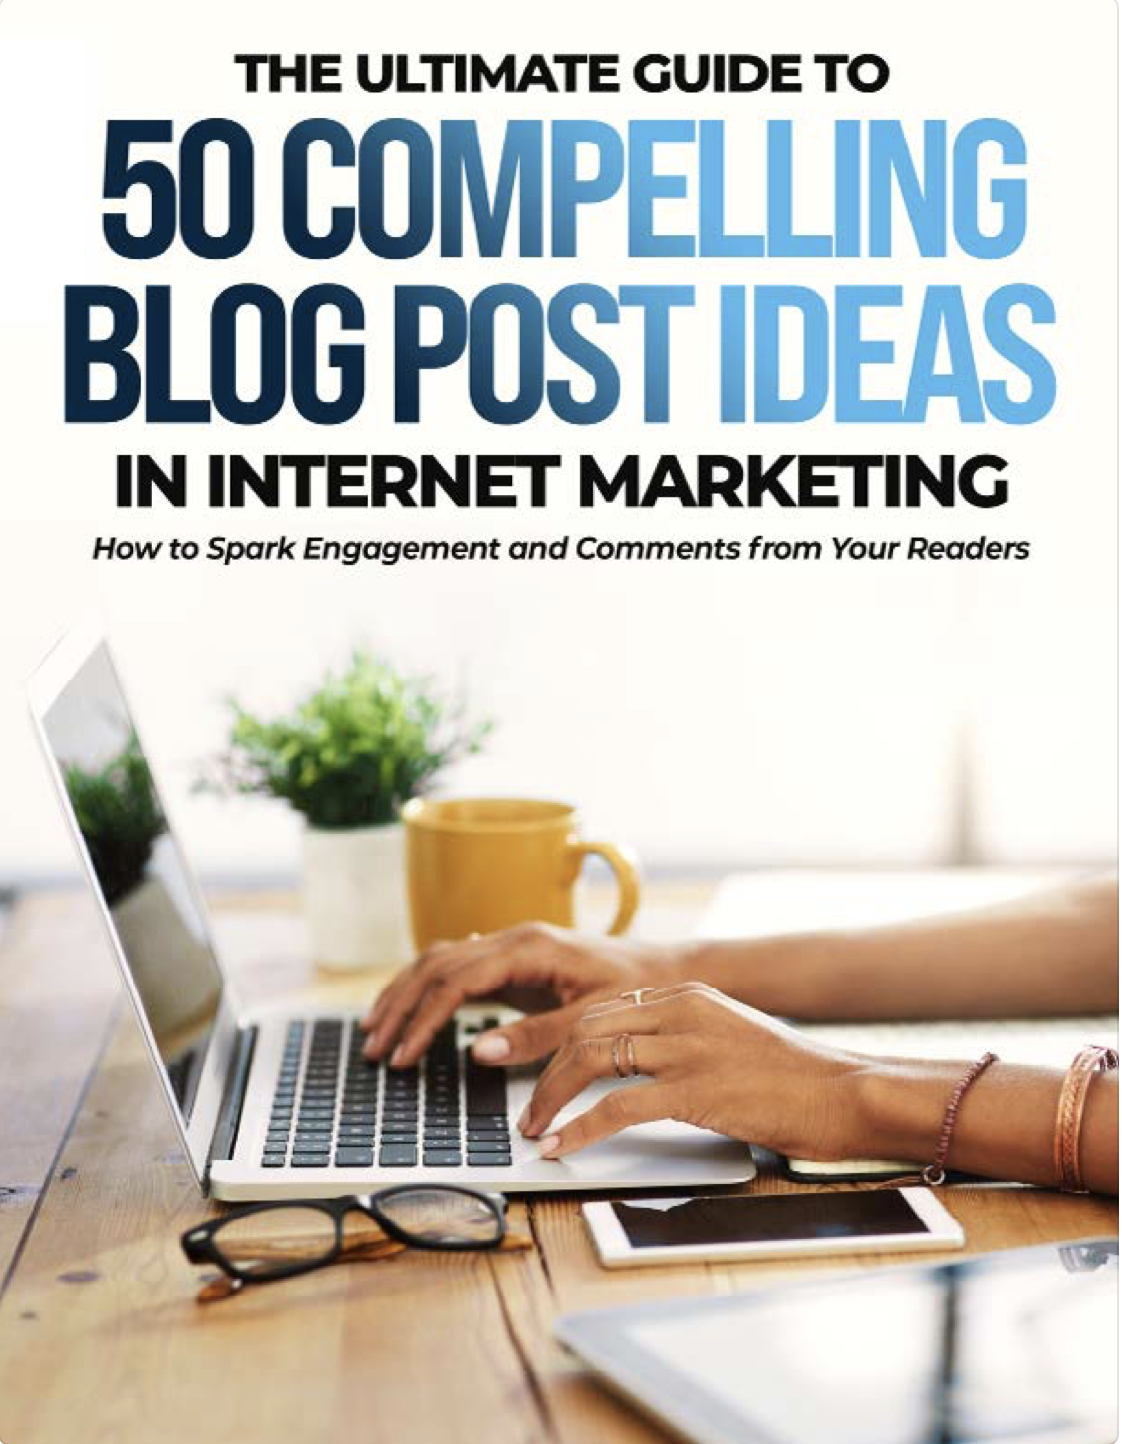 THE ULTIMATE GUIDE TO
50 COMPELLING
BLOG POST IDEAS
IN INTERNET MARKETING
How to Spark Engagement and Comments from Your Readers